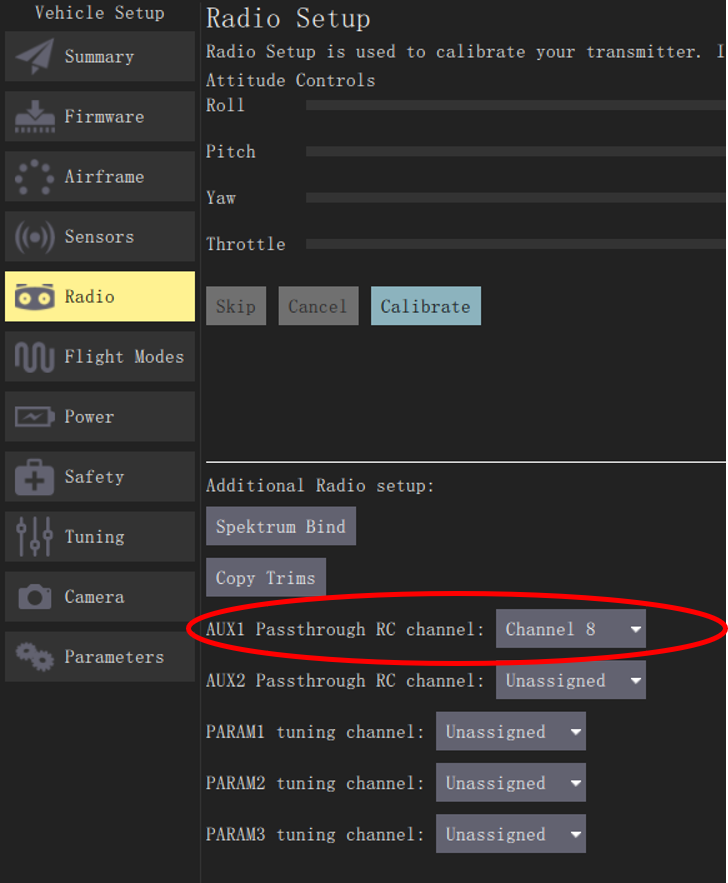 Vehicle Setup
Summary
Firmware
Airframe
Sensors
Radio
Flight Modes
Power
Safety
Tuning
Camera
Parameters
Radio Setup
Radio Setup is used to calibrate your transmitter. I
Attitude Controls
Roll
Pitch
Yaw
Throttle
Skip Cancel Calibrate
Additional Radio setup:
Spektrum Bind
Copy Trims
AUX1 Passthrough RC channel: Channel 8
AUX2 Passthrough RC channel: Unassigned
PARAM1 tuning channel: Unassigned
PARAM2 tuning channel: Unassigned
PARAM3 tuning channel: Unassigned